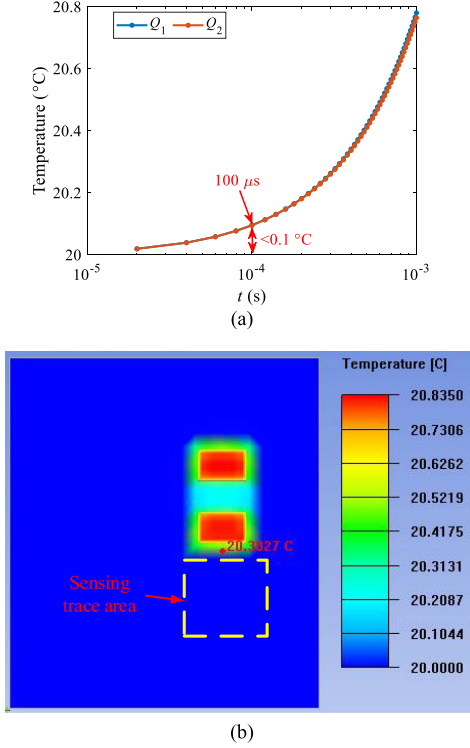 20.8
Q1 Q2
20.6
Temperature (°C)
20.4
20.2
100 μs
<0.1 °C
20
10-5 10-4 10-3
t (s)
(a)
Temperature [C]
20.8350
20.7306
20.6262
20.5219
20.4175
20.3131
20.2087
20.1044
20.0000
Sensing
trace area
(b)